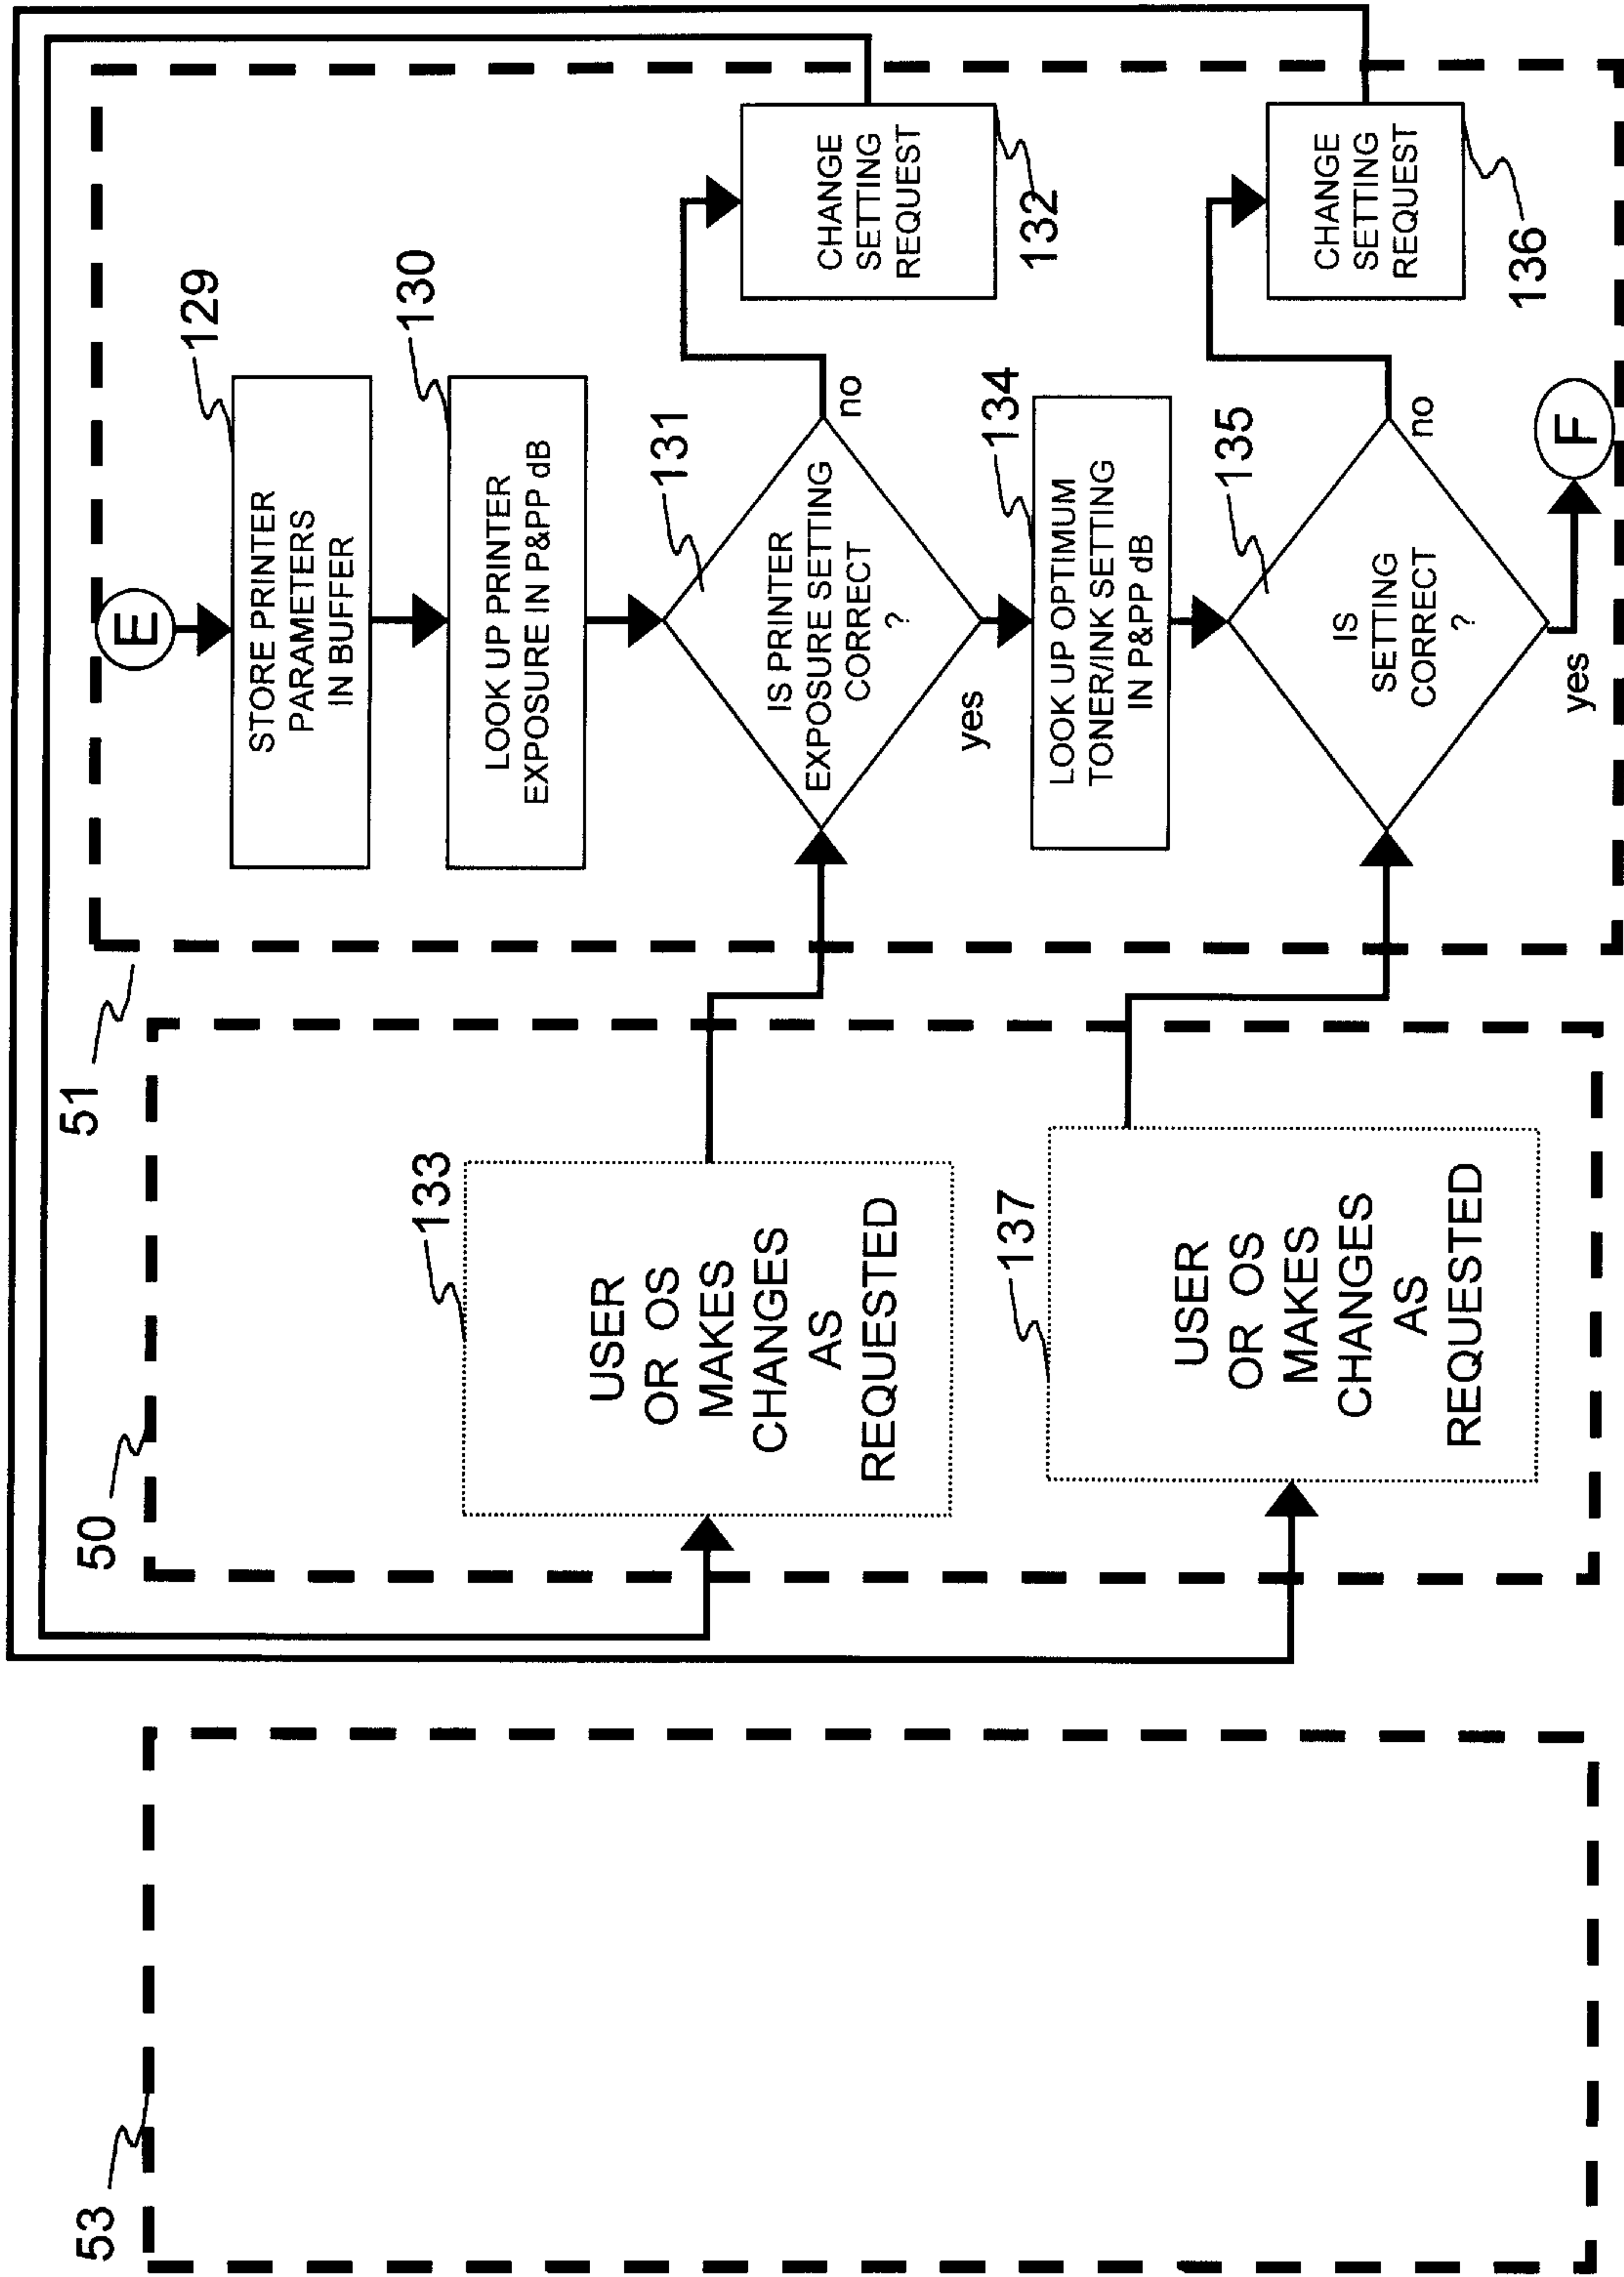 53
50
51
E
129
STORE PRINTER
PARAMETERS
IN BUFFER
130
LOOK UP PRINTER
EXPOSURE IN P&PP dB
131
IS PRINTER
EXPOSURE SETTING
CORRECT
?
no
yes
CHANGE
SETTING
REQUEST
132
133
USER
OR OS
MAKES
CHANGES
AS
REQUESTED
134
LOOK UP OPTIMUM
TONER/INK SETTING
IN P&PP dB
135
IS
SETTING
CORRECT
?
no
yes
CHANGE
SETTING
REQUEST
136
137
USER
OR OS
MAKES
CHANGES
AS
REQUESTED
F